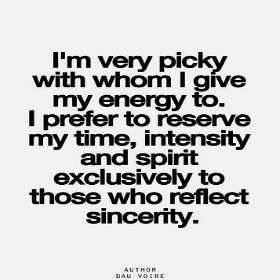 I'm very picky
with whom I give
my energy to.
I prefer to reserve
my time, intensity
and spirit
exclusively to
those who reflect
sincerity.
AUTHOR
DAU VOIRE